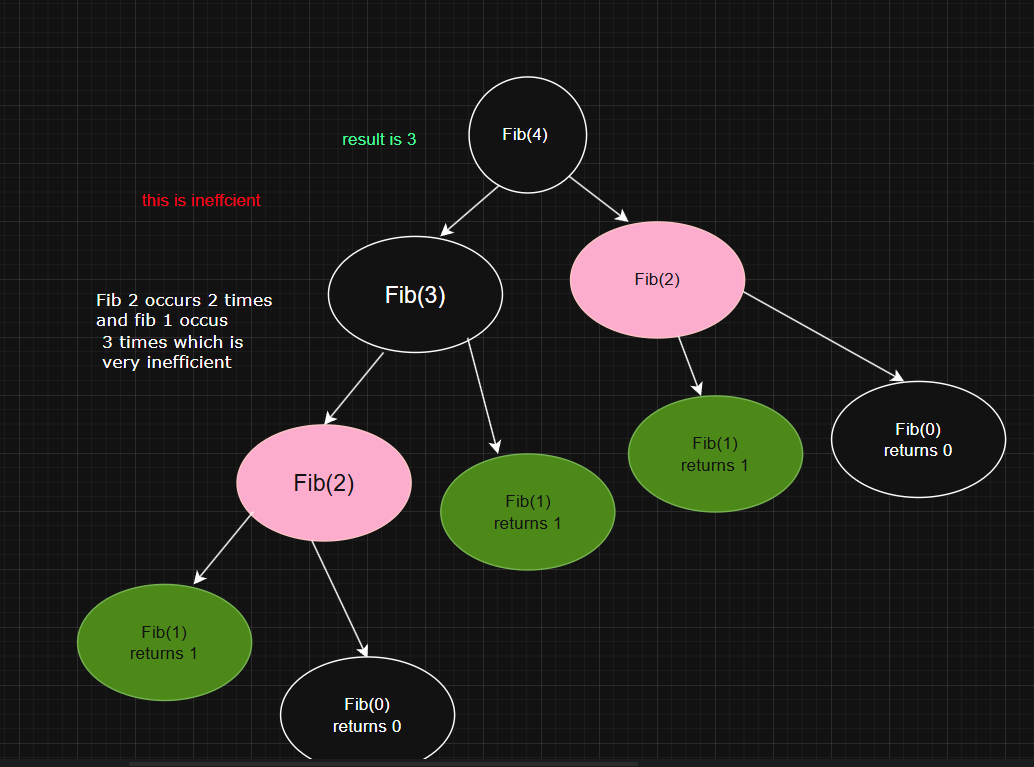 Fib(4)
result is 3
this is ineffcient
Fib(2)
Fib(3)
Fib 2 occurs 2 times
and fib 1 occus
3 times which is
very inefficient
Fib(0)
returns 0
Fib(1)
returns 1
Fib(2)
Fib(1)
returns 1
Fib(1)
returns 1
Fib(0)
returns 0